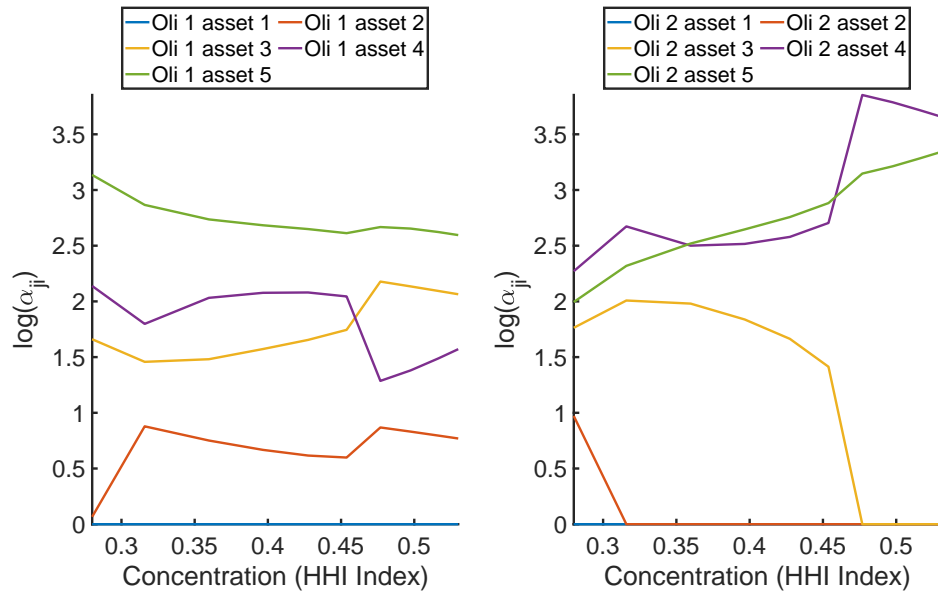 Oli 1 asset 1 Oli 1 asset 2
Oli 1 asset 3 Oli 1 asset 4
Oli 1 asset 5
3.5
3
2.5
2
1.5
1
0.5
0
log(α_ji)
0.3 0.35 0.4 0.45 0.5
Concentration (HHI Index)
Oli 2 asset 1 Oli 2 asset 2
Oli 2 asset 3 Oli 2 asset 4
Oli 2 asset 5
3.5
3
2.5
2
1.5
1
0.5
0
log(α_ji)
0.3 0.35 0.4 0.45 0.5
Concentration (HHI Index)